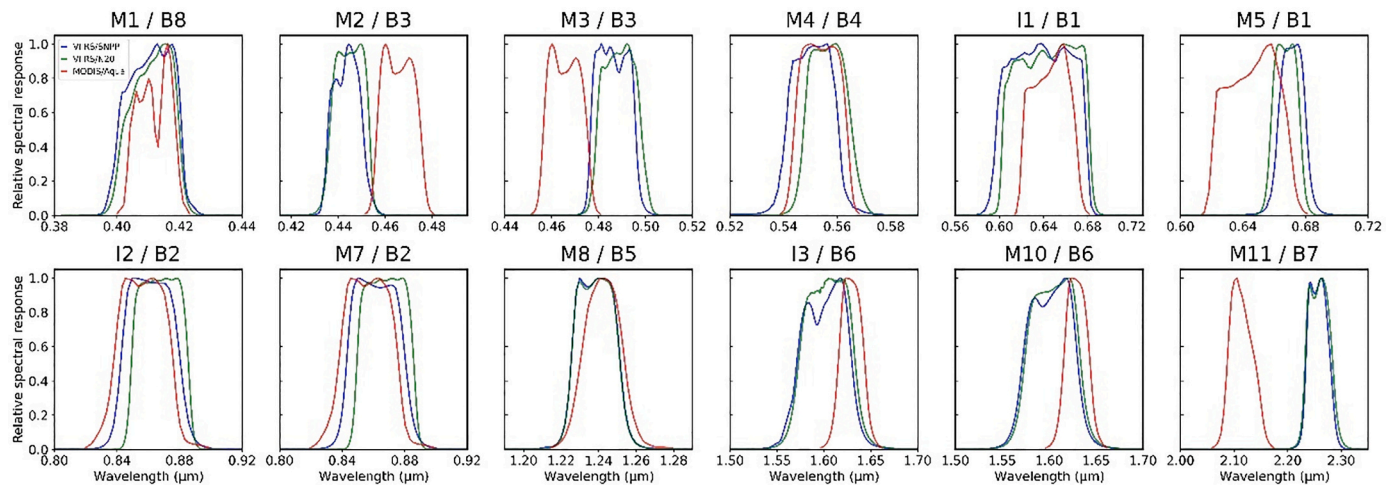 M1 / B8 M2 / B3 M3 / B3 M4 / B4 I1 / B1 M5 / B1
Relative spectral response
1.0
0.8
0.6
0.4
0.2
0.0
VIIRS/SNPP
VIIRS/N20
MODIS/Aqua
0.38 0.40 0.42 0.44
0.42 0.44 0.46 0.48
0.44 0.46 0.48 0.50 0.52
0.52 0.54 0.56 0.58
0.56 0.60 0.64 0.68 0.72
0.60 0.64 0.68 0.72
I2 / B2 M7 / B2 M8 / B5 I3 / B6 M10 / B6 M11 / B7
Relative spectral response
1.0
0.8
0.6
0.4
0.2
0.0
0.80 0.84 0.88 0.92
0.80 0.84 0.88 0.92
1.20 1.22 1.24 1.26 1.28
1.50 1.55 1.60 1.65 1.70
1.50 1.55 1.60 1.65 1.70
2.00 2.10 2.20 2.30
Wavelength (μm) Wavelength (μm) Wavelength (μm) Wavelength (μm) Wavelength (μm) Wavelength (μm)